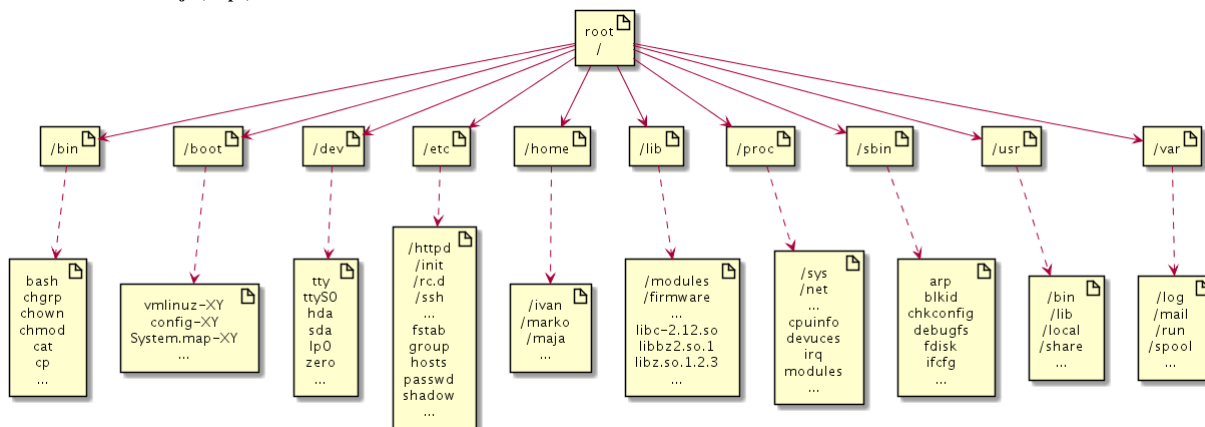 root
/
/bin
/boot
/dev
/etc
/home
/lib
/proc
/sbin
/usr
/var
bash
chgrp
chown
chmod
cat
cp
...
vmlinuz-XY
config-XY
System.map-XY
...
tty
ttyS0
hda
sda
lp0
zero
...
/httpd
/init
/rc.d
/ssh
...
fstab
group
hosts
passwd
shadow
...
/ivan
/marko
/maja
...
/modules
/firmware
...
libc-2.12.so
libbz2.so.1
libz.so.1.2.3
...
/sys
/net
...
cpuinfo
devuces
irq
modules
...
arp
blkid
chkconfig
debugfs
fdisk
ifcfg
...
/bin
/lib
/local
/share
...
/log
/mail
/run
/spool
...